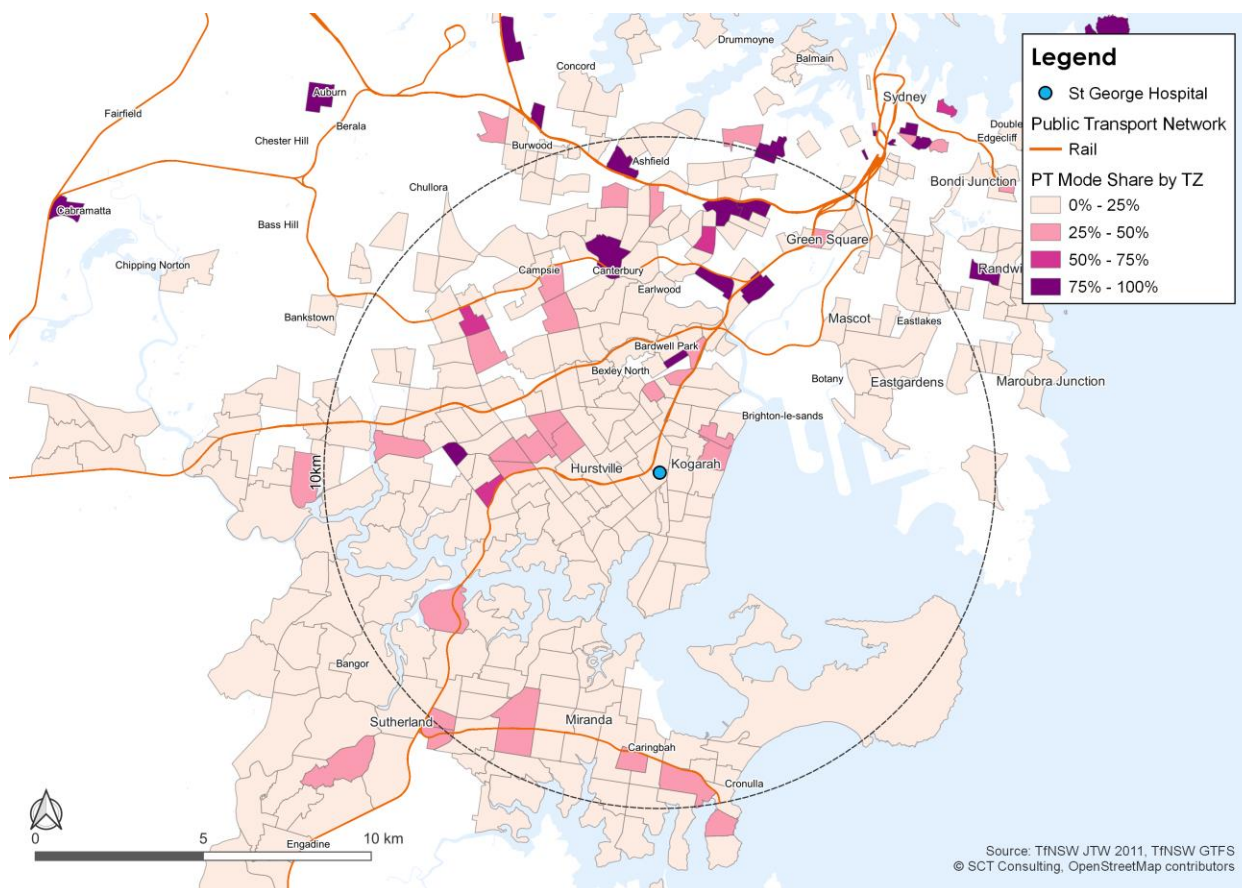 Drummoyne
Balmain
Concord
Legend
St George Hospital
Public Transport Network
Rail
PT Mode Share by TZ
0% - 25%
25% - 50%
50% - 75%
75% - 100%
Auburn
Sydney
Fairfield
Berala
Double
Edgecliff
Chester Hill
Burwood
Ashfield
Bondi Junction
Chullora
Cabramatta
Bass Hill
Green Square
Chipping Norton
Campsie
Canterbury
Randwi
Earlwood
Bankstown
Mascot
Eastlakes
Bardwell Park
Bexley North
Botany
Eastgardens
Maroubra Junction
Brighton-le-sands
10km
Hurstville
Kogarah
Bangor
Sutherland
Miranda
Caringbah
Cronulla
0
5
10 km
Engadine
Source: TfNSW JTW 2011, TfNSW GTFS
© SCT Consulting, OpenStreetMap contributors